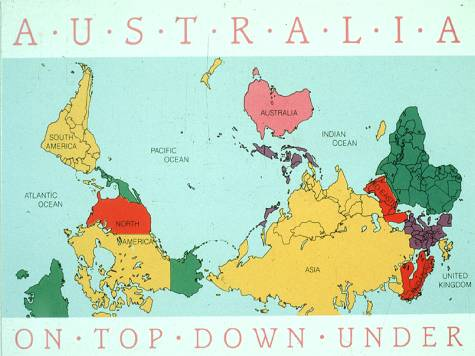 A·U·S·T·R·A·L·I·A
AUSTRALIA
SOUTH
AMERICA
PACIFIC
OCEAN
INDIAN
OCEAN
ATLANTIC
OCEAN
NORTH
AMERICA
ASIA
UNITED
KINGDOM
ON·TOP·DOWN·UNDER